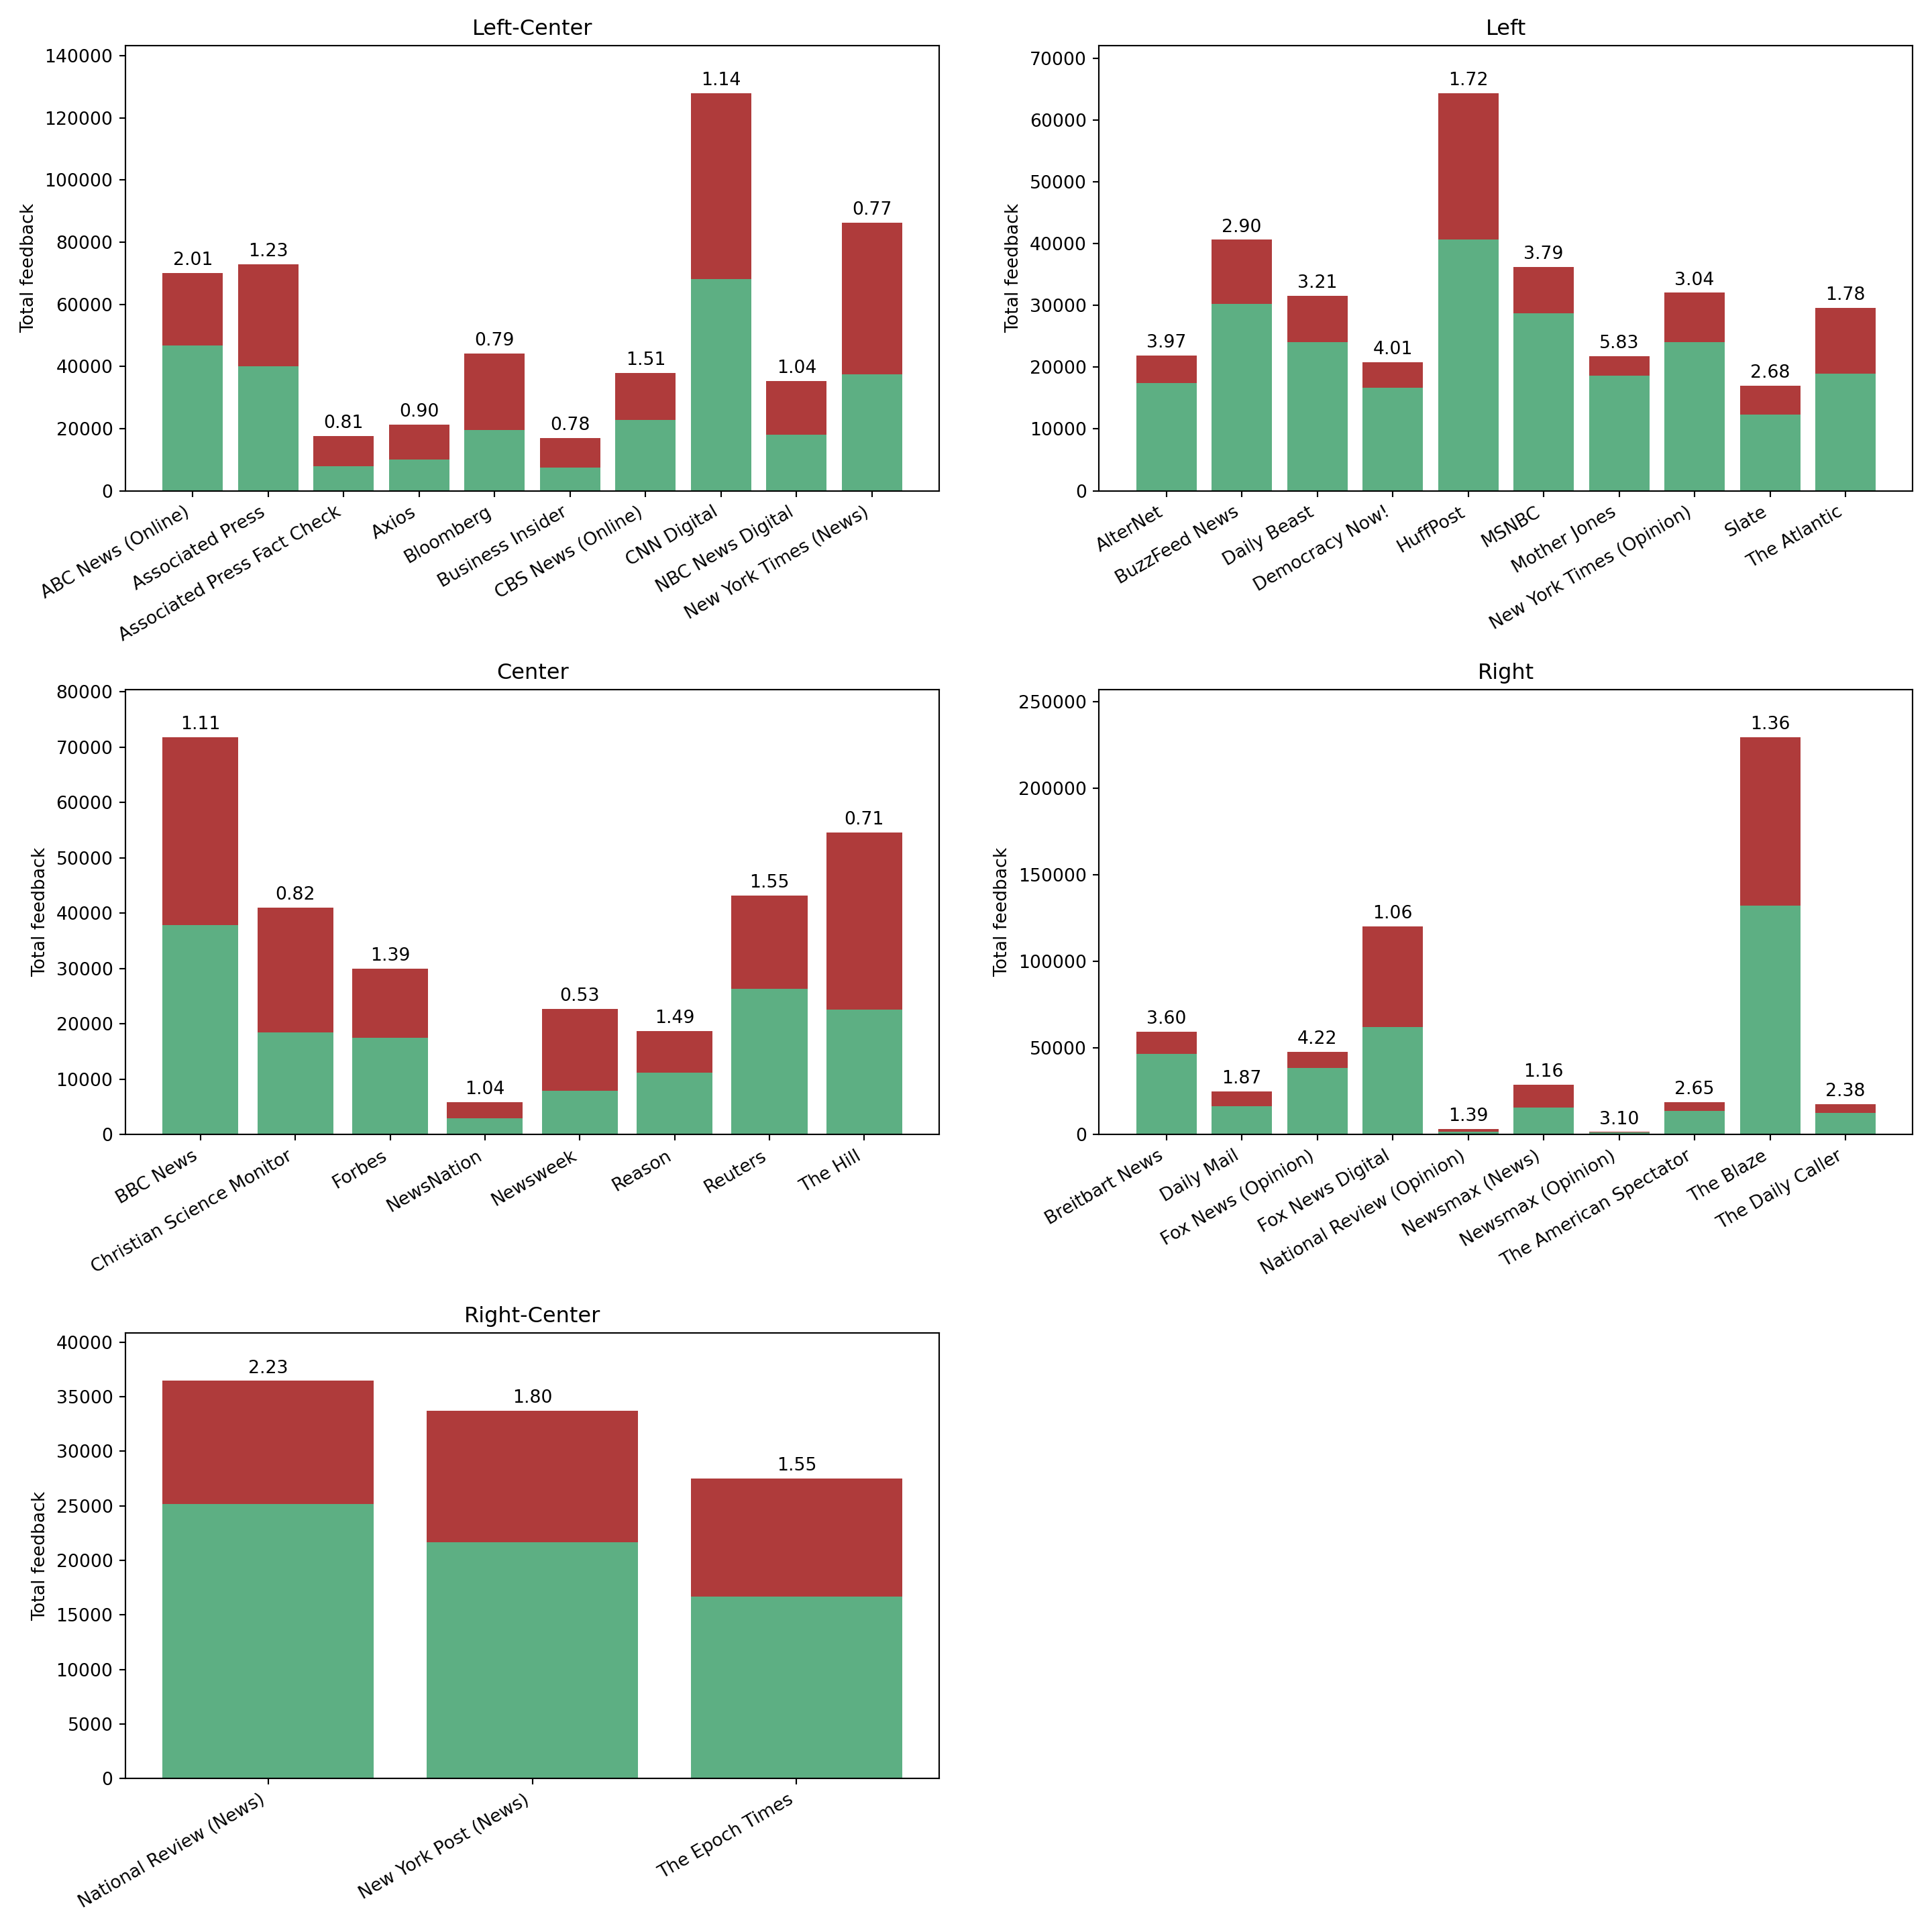 Left-Center
Total feedback
140000
120000
100000
80000
60000
40000
20000
0
2.01
1.23
0.81
0.90
0.79
0.78
1.51
1.14
1.04
0.77
ABC News (Online)
Associated Press
Associated Press Fact Check
Axios
Bloomberg
Business Insider
CBS News (Online)
CNN Digital
NBC News Digital
New York Times (News)
Left
Total feedback
70000
60000
50000
40000
30000
20000
10000
0
3.97
2.90
3.21
4.01
1.72
3.79
5.83
3.04
2.68
1.78
AlterNet
BuzzFeed News
Daily Beast
Democracy Now!
HuffPost
MSNBC
Mother Jones
New York Times (Opinion)
Slate
The Atlantic
Center
Total feedback
80000
70000
60000
50000
40000
30000
20000
10000
0
1.11
0.82
1.39
1.04
0.53
1.49
1.55
0.71
BBC News
Christian Science Monitor
Forbes
NewsNation
Newsweek
Reason
Reuters
The Hill
Right
Total feedback
250000
200000
150000
100000
50000
0
3.60
1.87
4.22
1.06
1.39
1.16
3.10
2.65
1.36
2.38
Breitbart News
Daily Mail
Fox News (Opinion)
Fox News Digital
National Review (Opinion)
Newsmax (News)
Newsmax (Opinion)
The American Spectator
The Blaze
The Daily Caller
Right-Center
Total feedback
40000
35000
30000
25000
20000
15000
10000
5000
0
2.23
1.80
1.55
National Review (News)
New York Post (News)
The Epoch Times